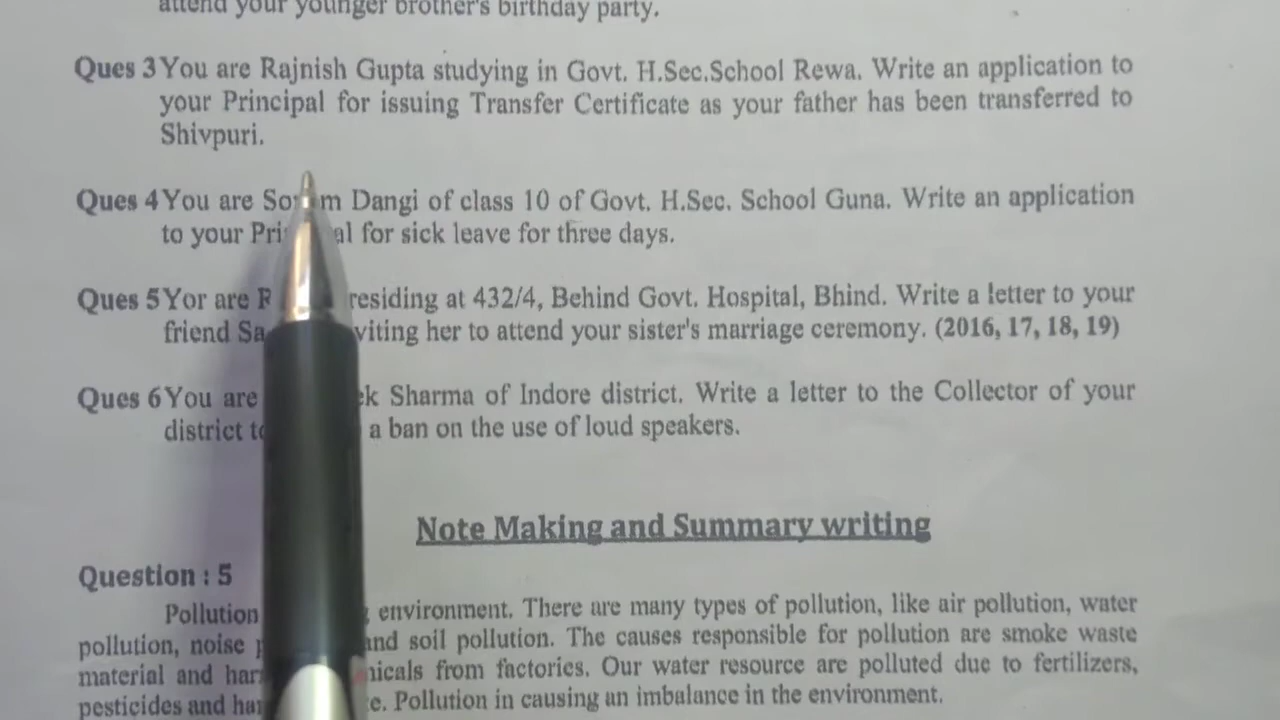 attend your younger brother's birthday party.
Ques 3 You are Rajnish Gupta studying in Govt. H.Sec.School Rewa. Write an application to
your Principal for issuing Transfer Certificate as your father has been transferred to
Shivpuri.
Ques 4 You are Dangi of class 10 of Govt. H.Sec. School Guna. Write an application
to your for sick leave for three days.
Ques 5 Yor are residing at 432/4, Behind Govt. Hospital, Bhind. Write a letter to your
friend her to attend your sister's marriage ceremony. (2016, 17, 18, 19)
Ques 6 You are Sharma of Indore district. Write a letter to the Collector of your
district a ban on the use of loud speakers.
Note Making and Summary writing
Question : 5
Pollution environment. There are many types of pollution, like air pollution, water
pollution, noise and soil pollution. The causes responsible for pollution are smoke waste
material and from factories. Our water resource are polluted due to fertilizers,
pesticides and Pollution in causing an imbalance in the environment.